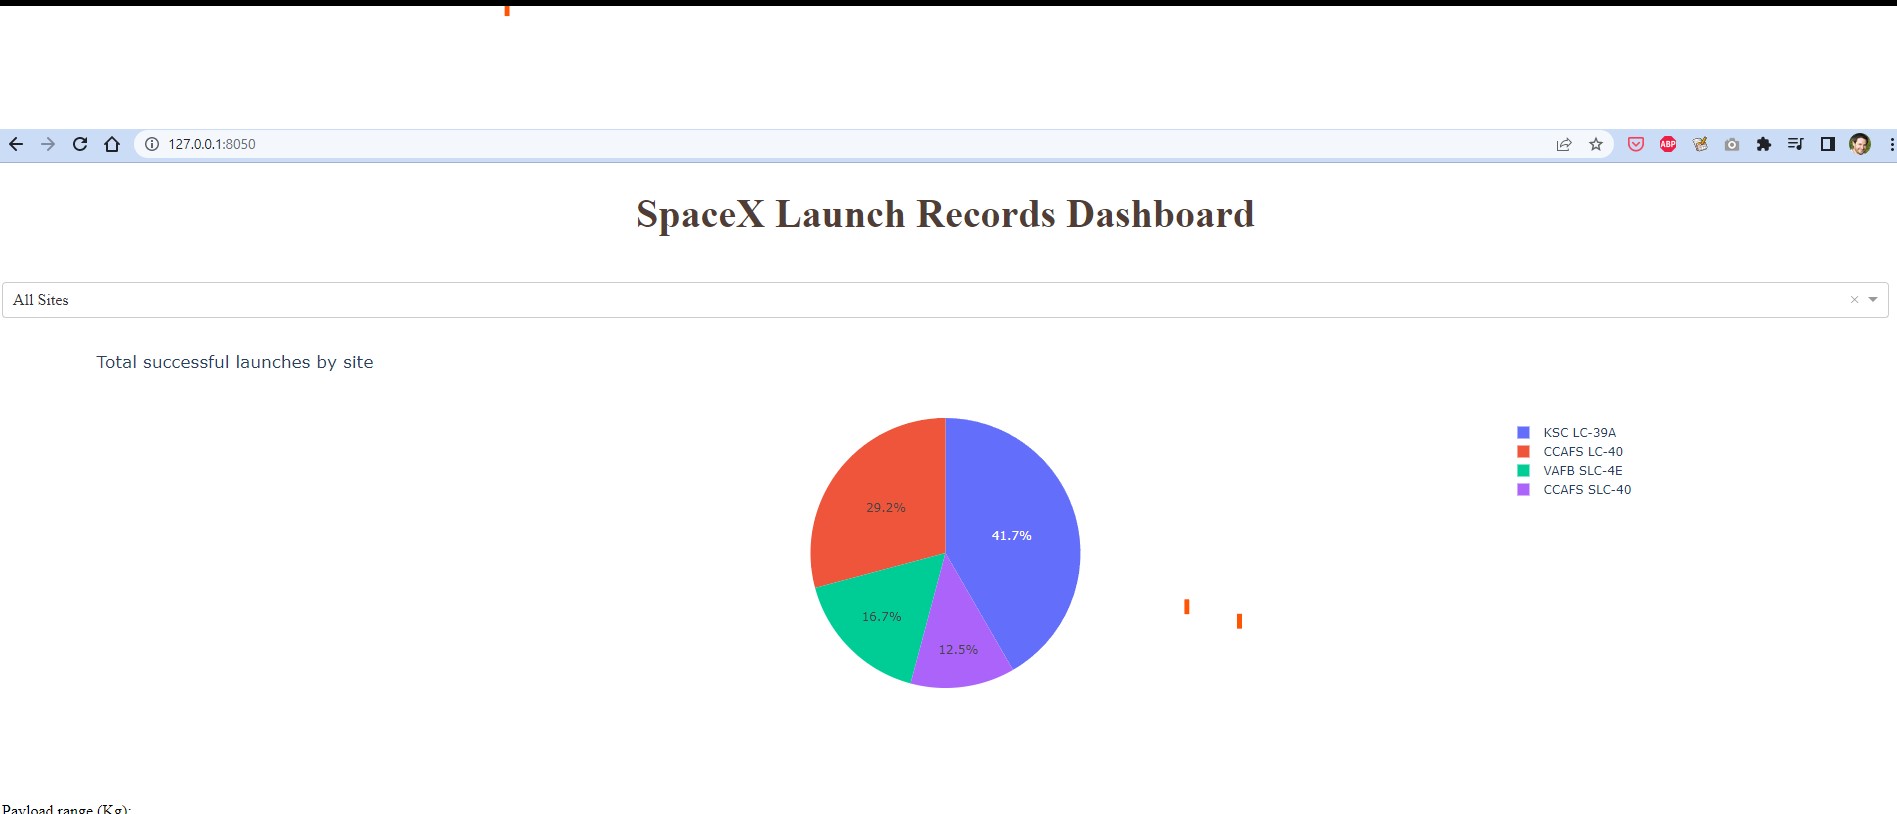 127.0.0.1:8050
ABP
SpaceX Launch Records Dashboard
All Sites
Total successful launches by site
KSC LC-39A
CCAFS LC-40
VAFB SLC-4E
CCAFS SLC-40
29.2%
41.7%
16.7%
12.5%
Payload range (Kg):